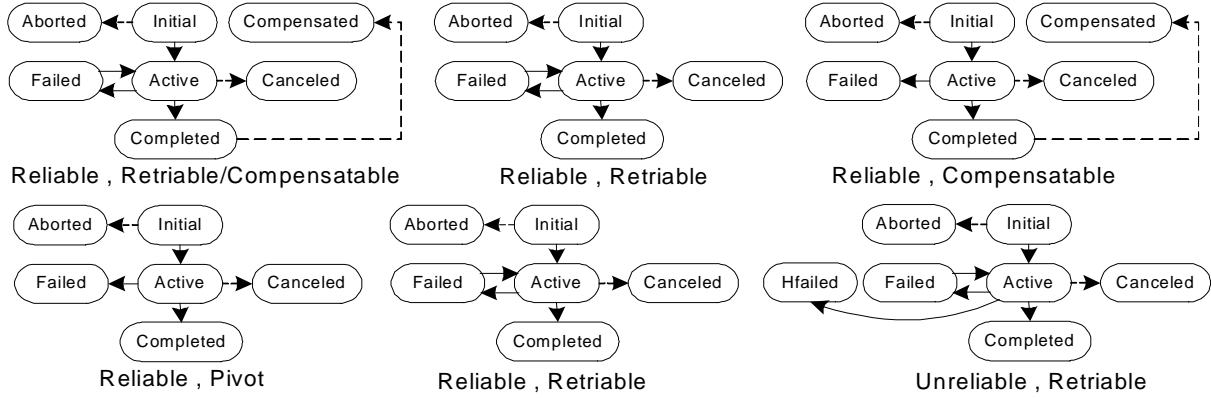 Aborted Initial Compensated Aborted Initial Aborted Initial Compensated
Failed Active Canceled Failed Active Canceled Failed Active Canceled
Completed Completed Completed
Reliable , Retriable/Compensatable Reliable , Retriable Reliable , Compensatable
Aborted Initial Aborted Initial Aborted Initial
Failed Active Canceled Failed Active Canceled Hfailed Failed Active Canceled
Completed Completed Completed
Reliable , Pivot Reliable , Retriable Unreliable , Retriable